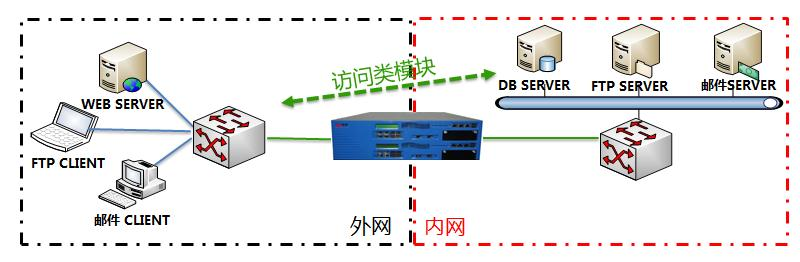 访问类模块
WEB SERVER
FTP CLIENT
邮件 CLIENT
DB SERVER
FTP SERVER
邮件SERVER
外网
内网